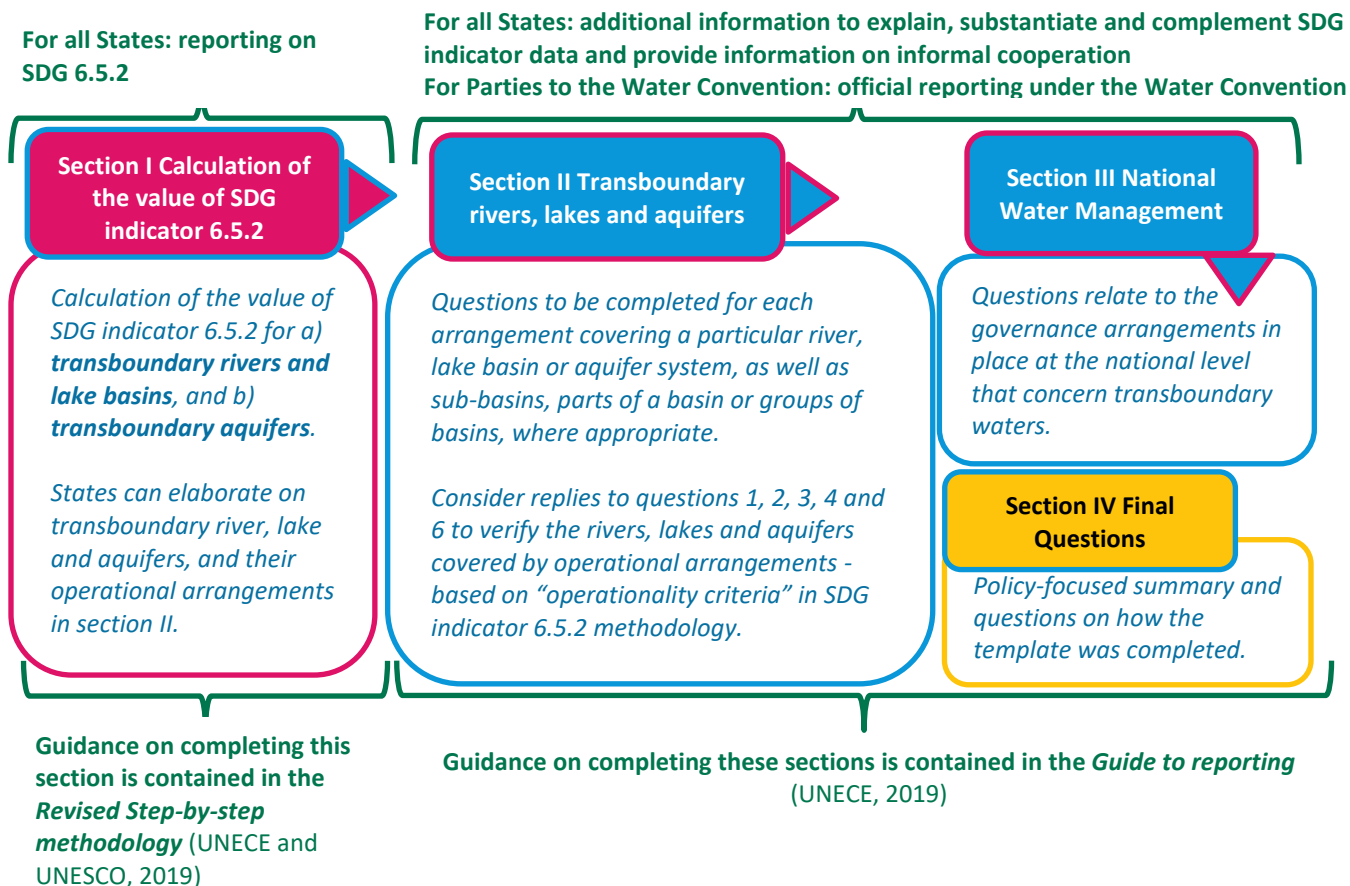 For all States: reporting on
SDG 6.5.2
For all States: additional information to explain, substantiate and complement SDG
indicator data and provide information on informal cooperation
For Parties to the Water Convention: official reporting under the Water Convention
Section I Calculation of
the value of SDG
indicator 6.5.2
Calculation of the value of
SDG indicator 6.5.2 for a)
transboundary rivers and
lake basins, and b)
transboundary aquifers.
States can elaborate on
transboundary river, lake
and aquifers, and their
operational arrangements
in section II.
Section II Transboundary
rivers, lakes and aquifers
Questions to be completed for each
arrangement covering a particular river,
lake basin or aquifer system, as well as
sub-basins, parts of a basin or groups of
basins, where appropriate.
Consider replies to questions 1, 2, 3, 4 and
6 to verify the rivers, lakes and aquifers
covered by operational arrangements -
based on “operationality criteria” in SDG
indicator 6.5.2 methodology.
Section III National
Water Management
Questions relate to the
governance arrangements in
place at the national level
that concern transboundary
waters.
Section IV Final
Questions
Policy-focused summary and
questions on how the
template was completed.
Guidance on completing this
section is contained in the
Revised Step-by-step
methodology (UNECE and
UNESCO, 2019)
Guidance on completing these sections is contained in the Guide to reporting
(UNECE, 2019)